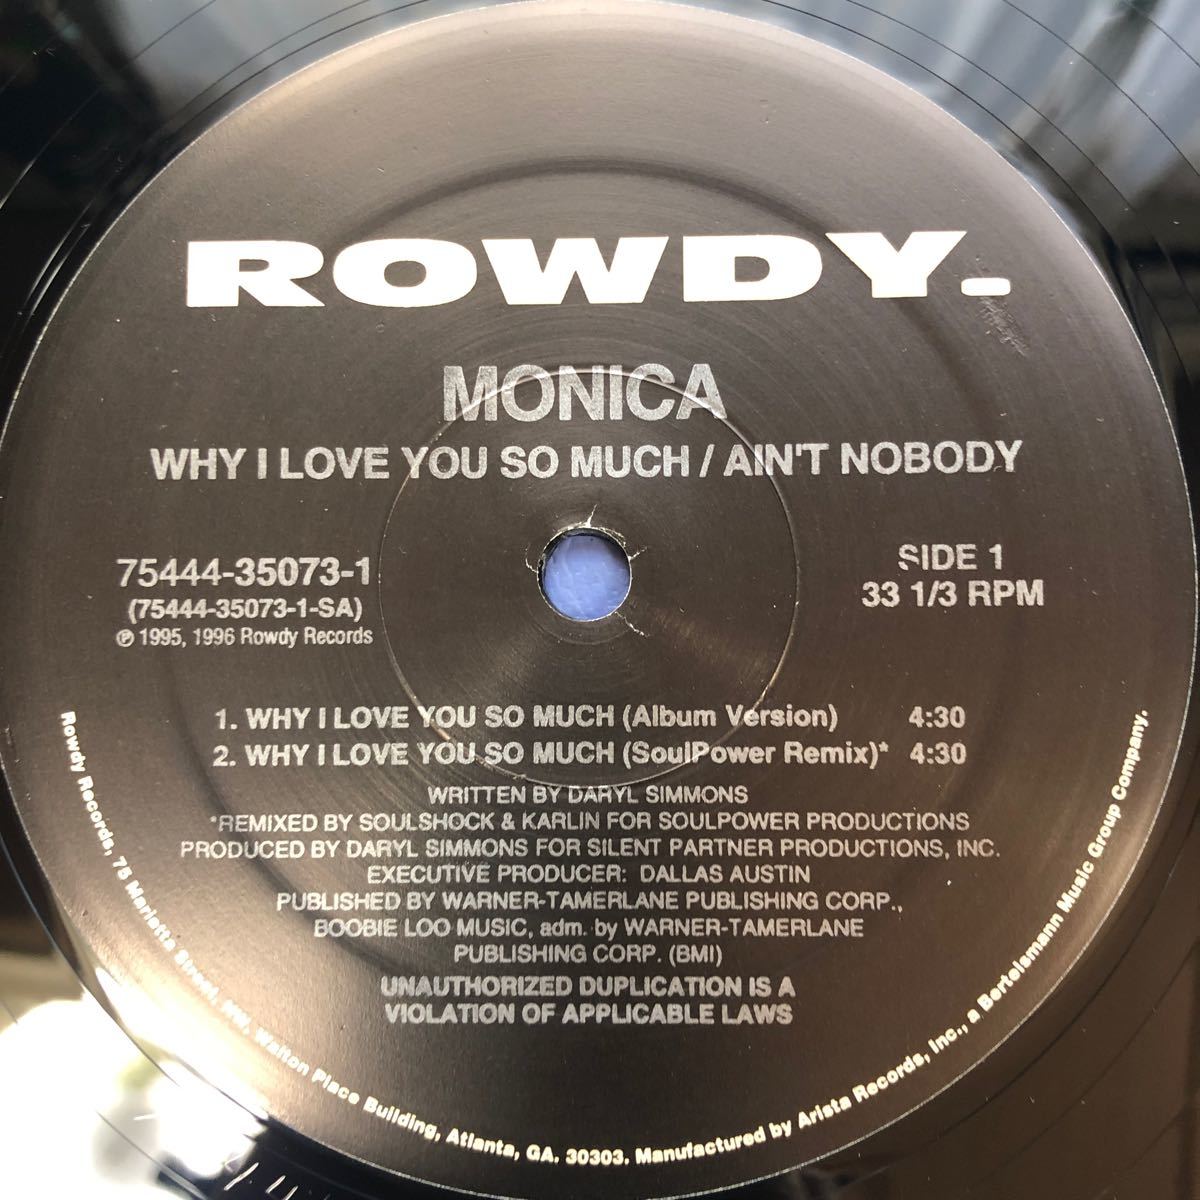 ROWDY.
MONICA
WHY I LOVE YOU SO MUCH / AIN'T NOBODY
75444-35073-1
(75444-35073-1-SA)
℗ 1995, 1996 Rowdy Records
SIDE 1
33 1/3 RPM
1. WHY I LOVE YOU SO MUCH (Album Version) 4:30
2. WHY I LOVE YOU SO MUCH (SoulPower Remix)* 4:30
WRITTEN BY DARYL SIMMONS
*REMIXED BY SOULSHOCK & KARLIN FOR SOULPOWER PRODUCTIONS
PRODUCED BY DARYL SIMMONS FOR SILENT PARTNER PRODUCTIONS, INC.
EXECUTIVE PRODUCER: DALLAS AUSTIN
PUBLISHED BY WARNER-TAMERLANE PUBLISHING CORP.,
BOOBIE LOO MUSIC, adm. by WARNER-TAMERLANE
PUBLISHING CORP. (BMI)
UNAUTHORIZED DUPLICATION IS A
VIOLATION OF APPLICABLE LAWS
Rowdy Records, 75 Marietta Street, NW, Walton Place Building, Atlanta, GA. 30303. Manufactured by Arista Records, Inc., a Bertelsmann Music Group Company.